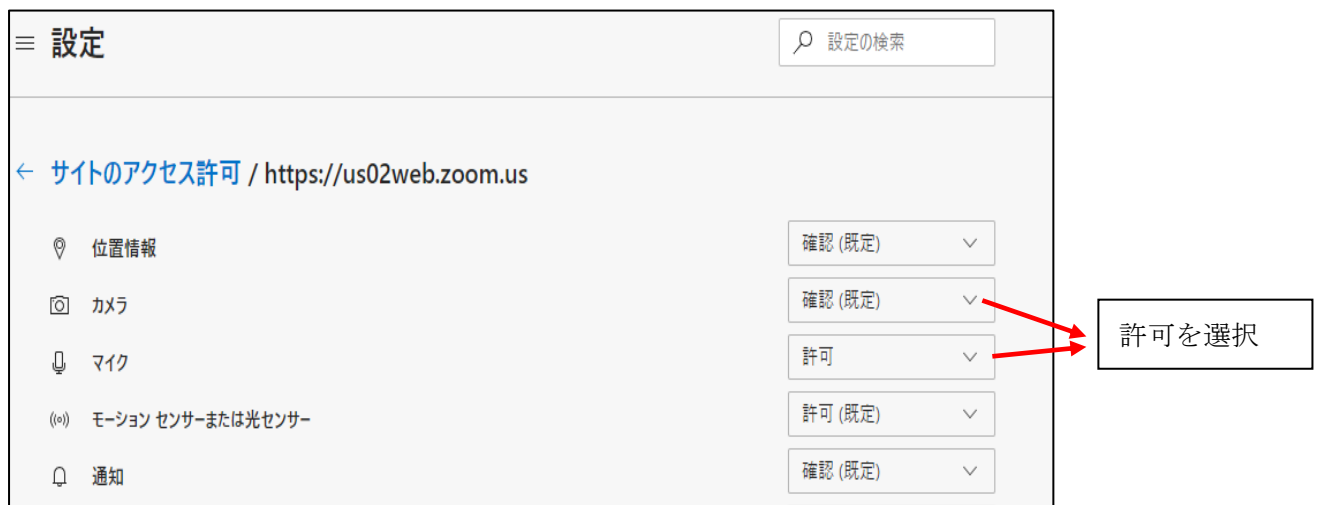 設定
設定の検索
サイトのアクセス許可 / https://us02web.zoom.us
位置情報
確認 (既定)
カメラ
確認 (既定)
マイク
許可
モーション センサーまたは光センサー
許可 (既定)
通知
確認 (既定)
許可を選択